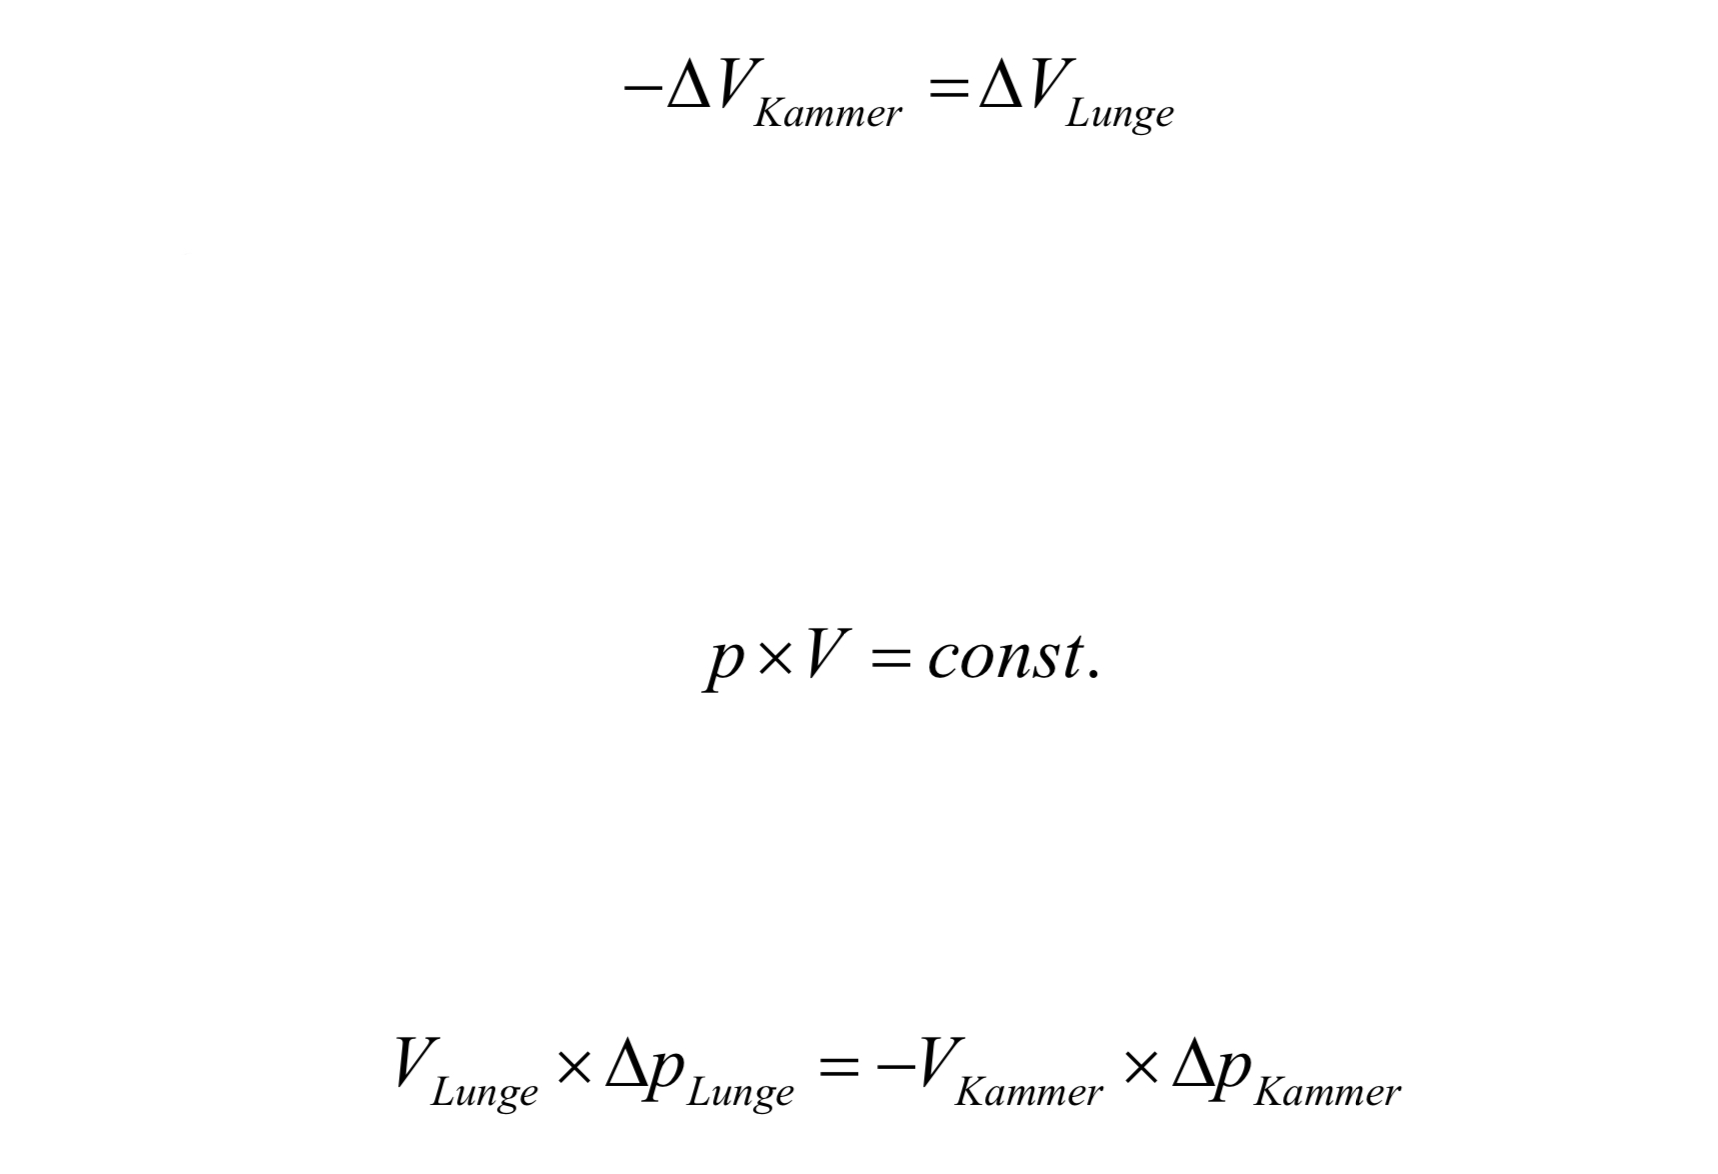 −ΔV_Kammer = ΔV_Lunge
p × V = const.
V_Lunge × Δp_Lunge = −V_Kammer × Δp_Kammer